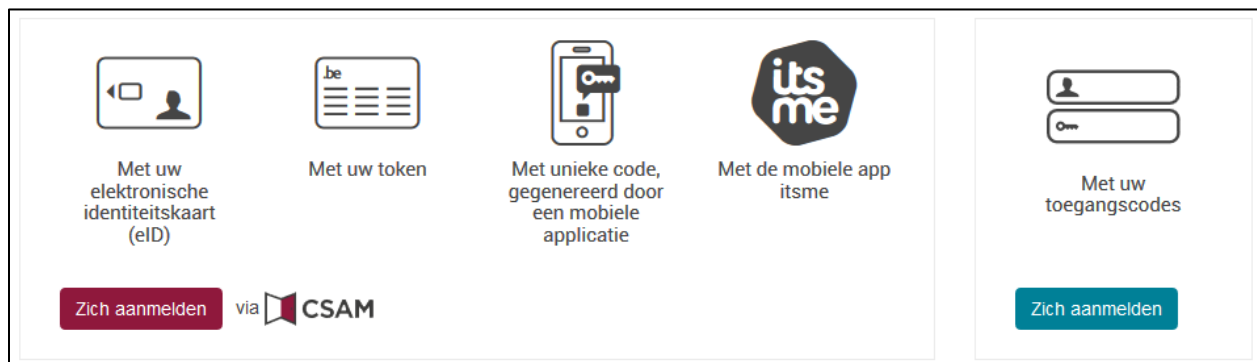 .be
its
me
Met uw
elektronische
identiteitskaart
(eID)
Met uw token
Met unieke code,
gegenereerd door
een mobiele
applicatie
Met de mobiele app
itsme
Zich aanmelden via CSAM
Met uw
toegangscodes
Zich aanmelden